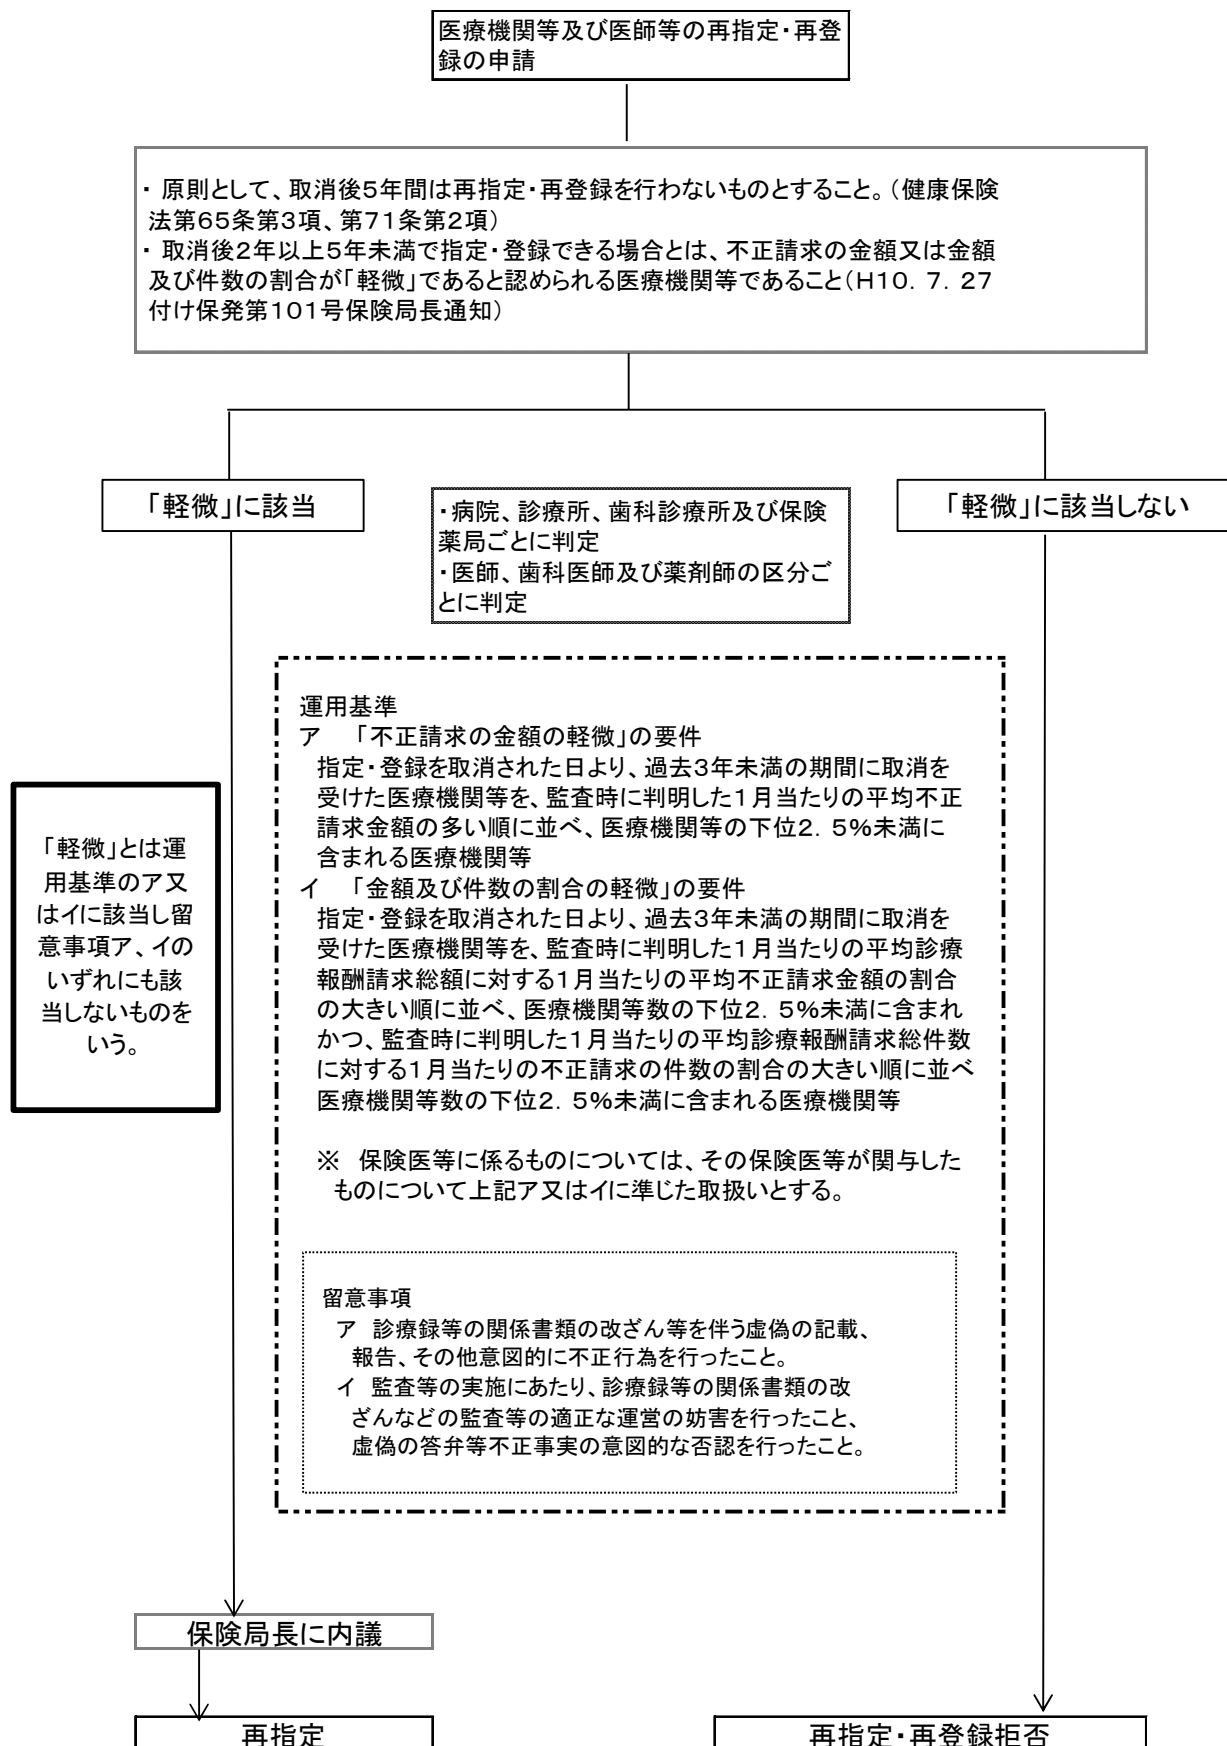 医療機関等及び医師等の再指定・再登
録の申請
・ 原則として、取消後５年間は再指定・再登録を行わないものとすること。（健康保険
法第６５条第３項、第７１条第２項）
・ 取消後２年以上５年未満で指定・登録できる場合とは、不正請求の金額又は金額
及び件数の割合が「軽微」であると認められる医療機関等であること（H１０．７．２７
付け保発第１０１号保険局長通知）
「軽微」に該当
・病院、診療所、歯科診療所及び保険
薬局ごとに判定
・医師、歯科医師及び薬剤師の区分ご
とに判定
「軽微」に該当しない
「軽微」とは運
用基準のア又
はイに該当し留
意事項ア、イの
いずれにも該
当しないものを
いう。
運用基準
ア 「不正請求の金額の軽微」の要件
指定・登録を取消された日より、過去３年未満の期間に取消を
受けた医療機関等を、監査時に判明した１月当たりの平均不正
請求金額の多い順に並べ、医療機関等の下位２．５％未満に
含まれる医療機関等
イ 「金額及び件数の割合の軽微」の要件
指定・登録を取消された日より、過去３年未満の期間に取消を
受けた医療機関等を、監査時に判明した１月当たりの平均診療
報酬請求総額に対する１月当たりの平均不正請求金額の割合
の大きい順に並べ、医療機関等数の下位２．５％未満に含まれ
かつ、監査時に判明した１月当たりの平均診療報酬請求総件数
に対する１月当たりの不正請求の件数の割合の大きい順に並べ
医療機関等数の下位２．５％未満に含まれる医療機関等
※ 保険医等に係るものについては、その保険医等が関与した
ものについて上記ア又はイに準じた取扱いとする。
留意事項
ア 診療録等の関係書類の改ざん等を伴う虚偽の記載、
報告、その他意図的に不正行為を行ったこと。
イ 監査等の実施にあたり、診療録等の関係書類の改
ざんなどの監査等の適正な運営の妨害を行ったこと、
虚偽の答弁等不正事実の意図的な否認を行ったこと。
保険局長に内議
再指定
再指定・再登録拒否